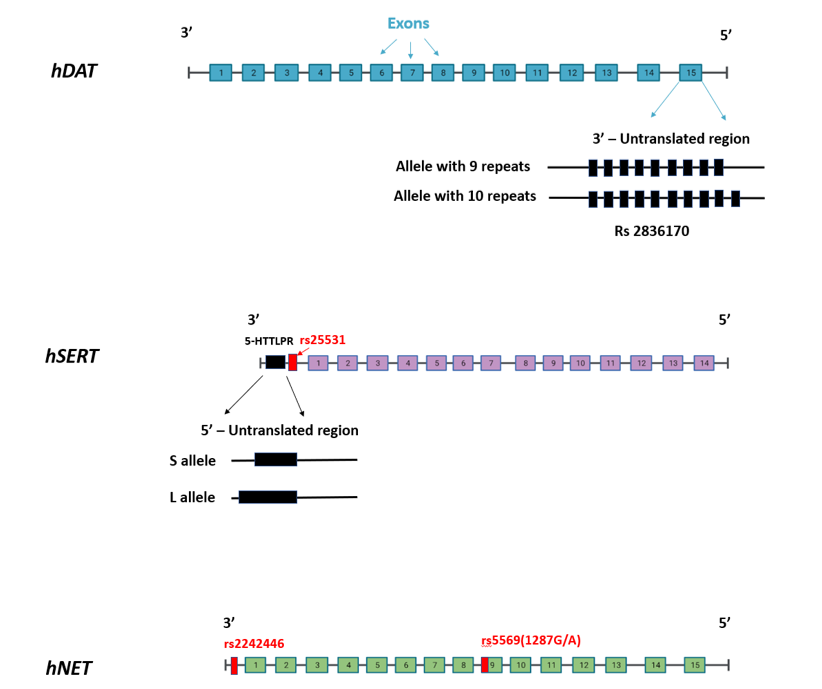 Exons
3’ 5’
hDAT
1 2 3 4 5 6 7 8 9 10 11 12 13 14 15
3’ – Untranslated region
Allele with 9 repeats
Allele with 10 repeats
Rs 2836170
3’ 5’
5-HTTLPR rs25531
hSERT
1 2 3 4 5 6 7 8 9 10 11 12 13 14
5’ – Untranslated region
S allele
L allele
3’ 5’
rs2242446 rs5569(1287G/A)
hNET
1 2 3 4 5 6 7 8 9 10 11 12 13 14 15